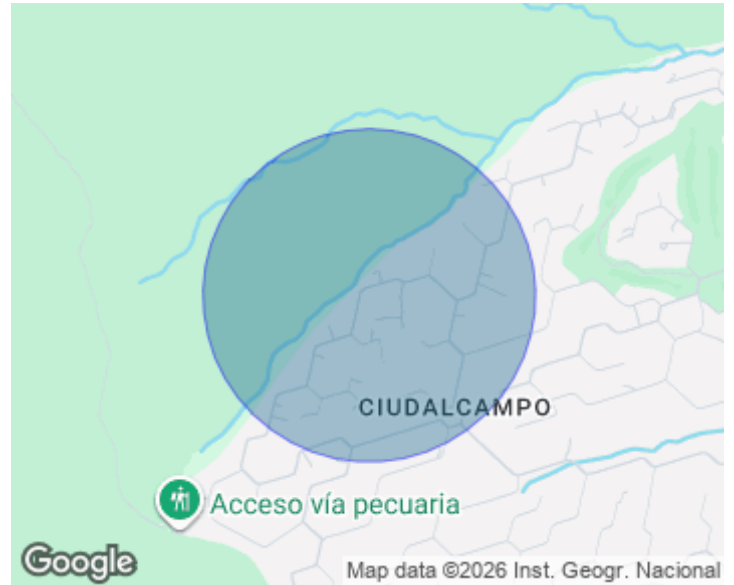 CIUDALCAMPO
Acceso vía pecuaria
Google
Map data ©2026 Inst. Geogr. Nacional